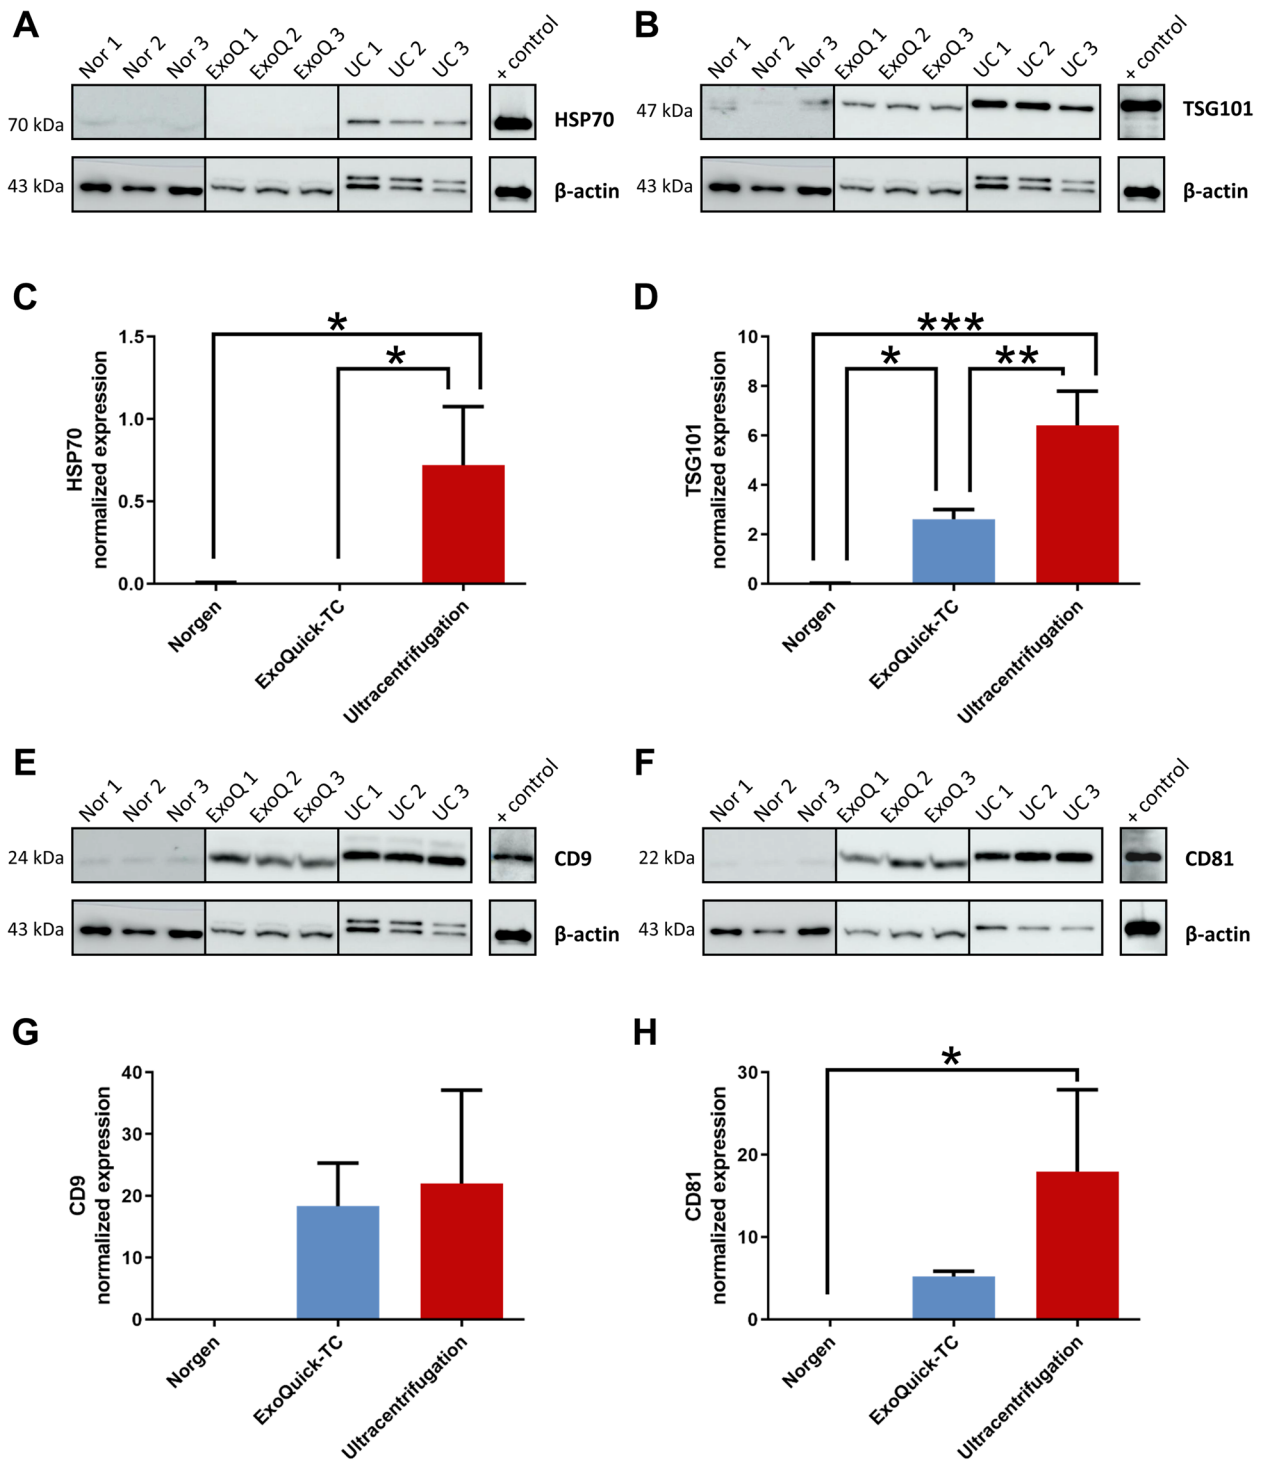 A
Nor 1 Nor 2 Nor 3 ExoQ 1 ExoQ 2 ExoQ 3 UC 1 UC 2 UC 3 + control
70 kDa HSP70
43 kDa β-actin
B
Nor 1 Nor 2 Nor 3 ExoQ 1 ExoQ 2 ExoQ 3 UC 1 UC 2 UC 3 + control
47 kDa TSG101
43 kDa β-actin
C
HSP70
normalized expression
1.5
1.0
0.5
0.0
*
*
Norgen
ExoQuick-TC
Ultracentrifugation
D
TSG101
normalized expression
10
8
6
4
2
0
***
* **
Norgen
ExoQuick-TC
Ultracentrifugation
E
Nor 1 Nor 2 Nor 3 ExoQ 1 ExoQ 2 ExoQ 3 UC 1 UC 2 UC 3 + control
24 kDa CD9
43 kDa β-actin
F
Nor 1 Nor 2 Nor 3 ExoQ 1 ExoQ 2 ExoQ 3 UC 1 UC 2 UC 3 + control
22 kDa CD81
43 kDa β-actin
G
CD9
normalized expression
40
30
20
10
0
Norgen
ExoQuick-TC
Ultracentrifugation
H
CD81
normalized expression
30
20
10
0
*
Norgen
ExoQuick-TC
Ultracentrifugation